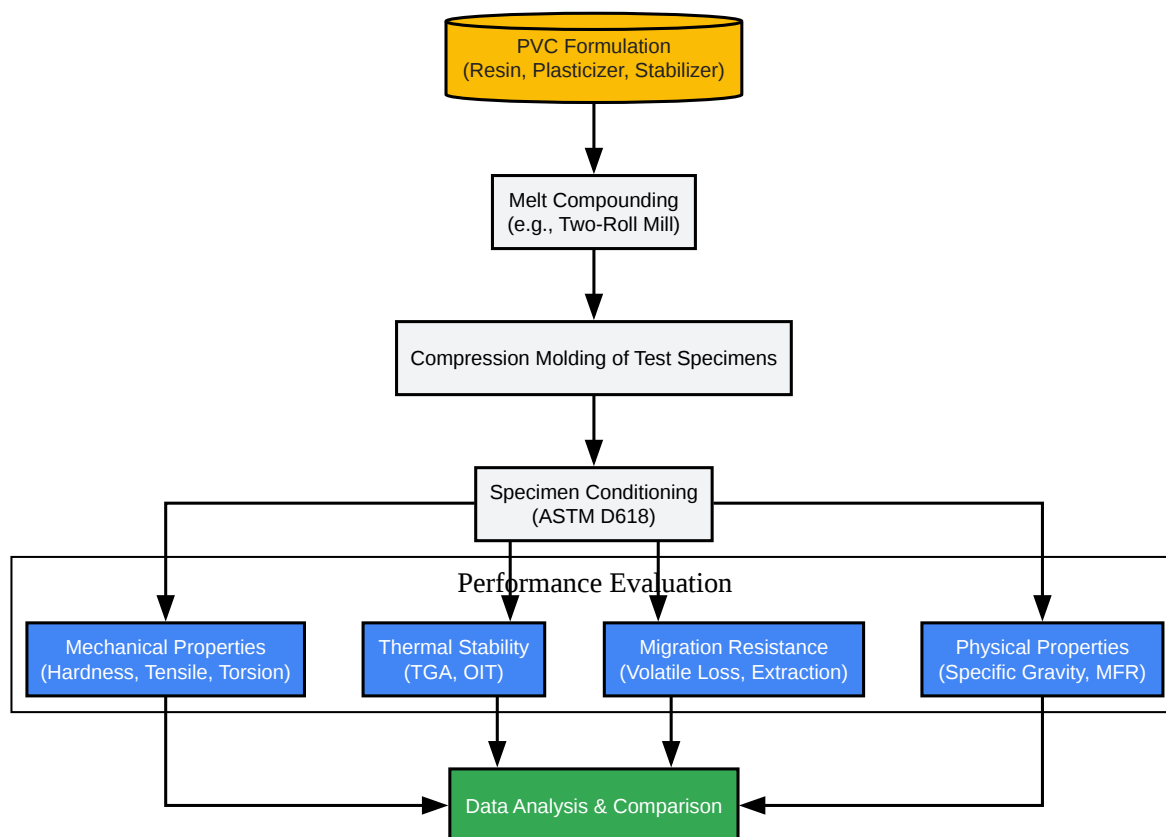 PVC Formulation
(Resin, Plasticizer, Stabilizer)
Melt Compounding
(e.g., Two-Roll Mill)
Compression Molding of Test Specimens
Specimen Conditioning
(ASTM D618)
Performance Evaluation
Mechanical Properties
(Hardness, Tensile, Torsion)
Thermal Stability
(TGA, OIT)
Migration Resistance
(Volatile Loss, Extraction)
Physical Properties
(Specific Gravity, MFR)
Data Analysis & Comparison